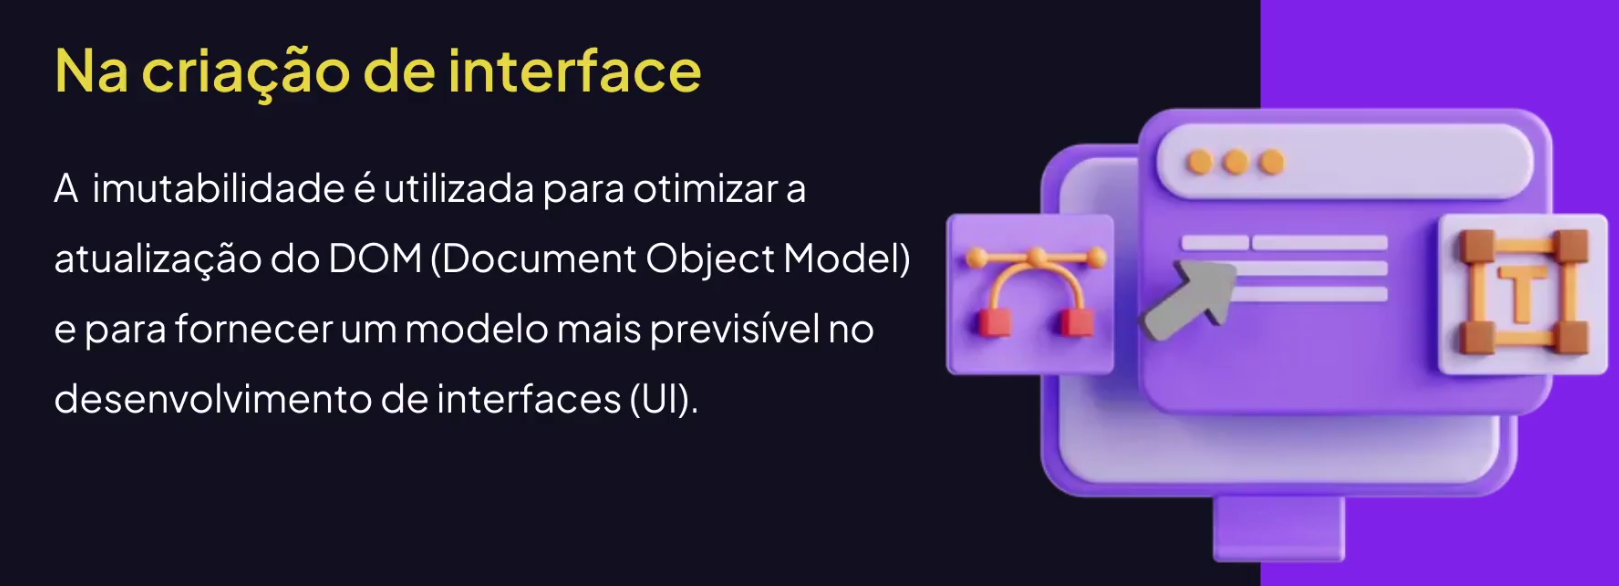 Na criação de interface
A imutabilidade é utilizada para otimizar a
atualização do DOM (Document Object Model)
e para fornecer um modelo mais previsível no
desenvolvimento de interfaces (UI).
T